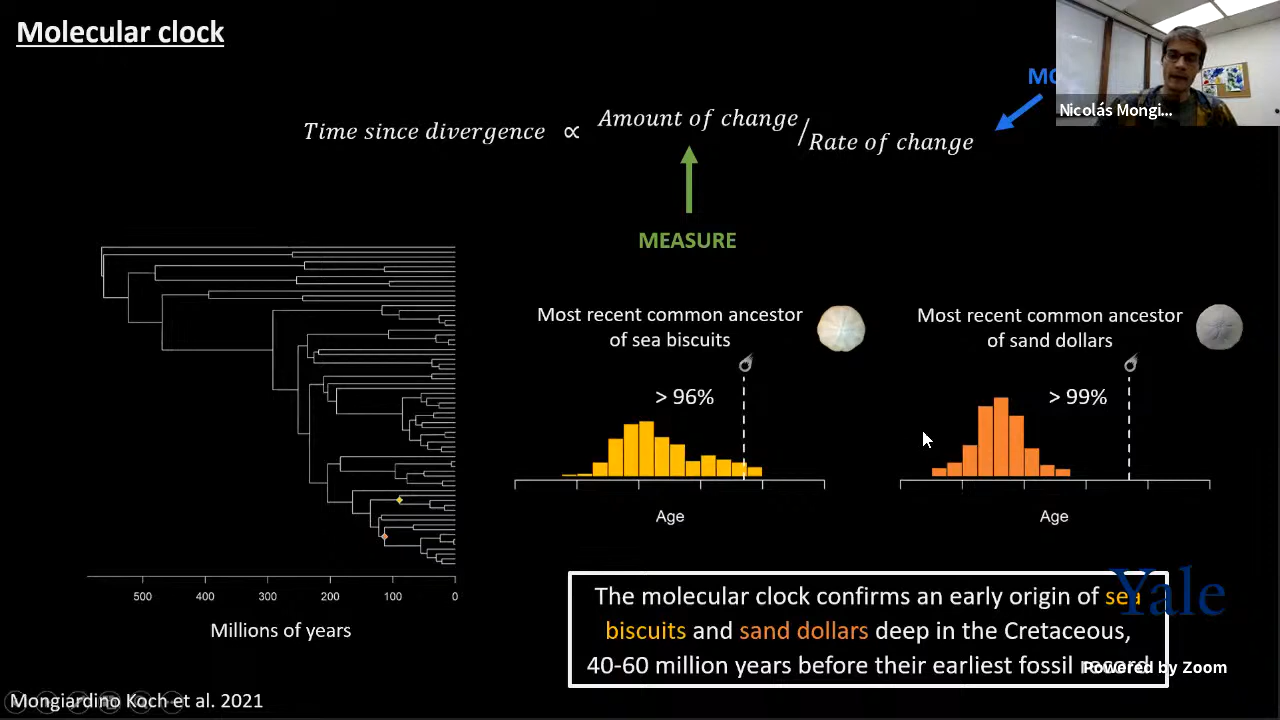 Molecular clock
MO
Nicolás Mongi...
Time since divergence ∝ Amount of change / Rate of change
MEASURE
Most recent common ancestor
of sea biscuits
> 96%
Age
Most recent common ancestor
of sand dollars
> 99%
Age
500 400 300 200 100 0
Millions of years
The molecular clock confirms an early origin of sea
biscuits and sand dollars deep in the Cretaceous,
40-60 million years before their earliest fossil
Yale
Powered by Zoom
Mongiardino Koch et al. 2021